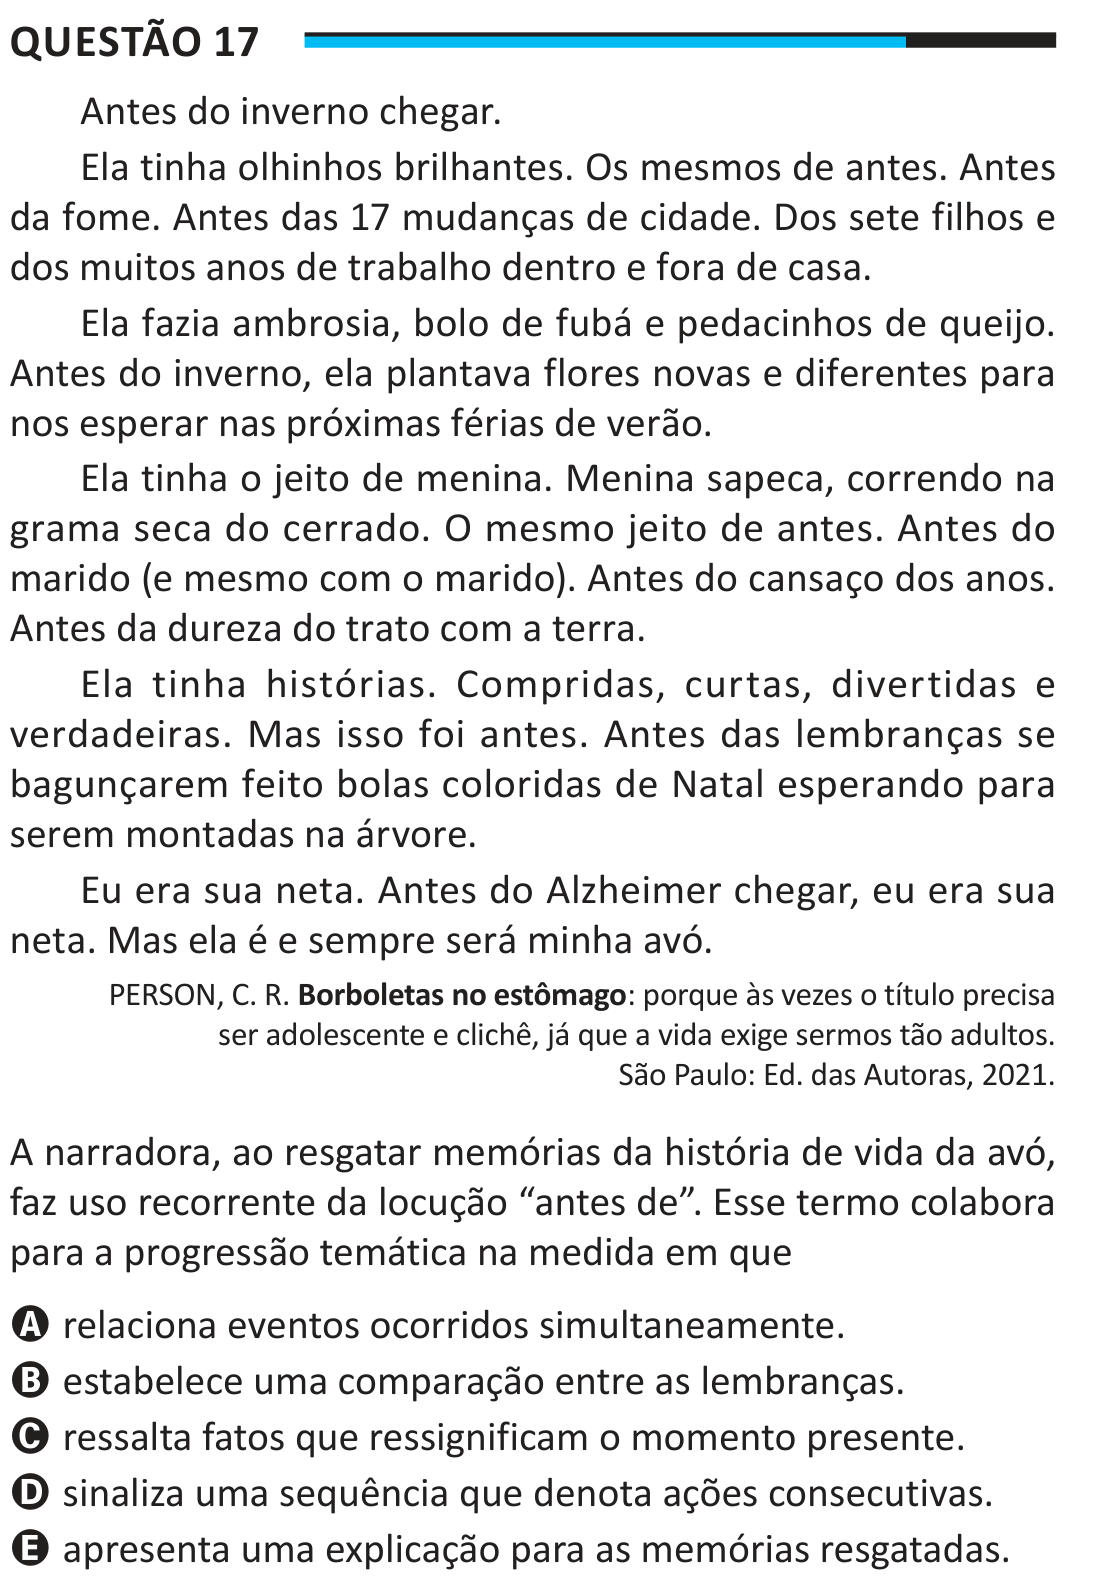 QUESTÃO 17
Antes do inverno chegar.
Ela tinha olhinhos brilhantes. Os mesmos de antes. Antes
da fome. Antes das 17 mudanças de cidade. Dos sete filhos e
dos muitos anos de trabalho dentro e fora de casa.
Ela fazia ambrosia, bolo de fubá e pedacinhos de queijo.
Antes do inverno, ela plantava flores novas e diferentes para
nos esperar nas próximas férias de verão.
Ela tinha o jeito de menina. Menina sapeca, correndo na
grama seca do cerrado. O mesmo jeito de antes. Antes do
marido (e mesmo com o marido). Antes do cansaço dos anos.
Antes da dureza do trato com a terra.
Ela tinha histórias. Compridas, curtas, divertidas e
verdadeiras. Mas isso foi antes. Antes das lembranças se
bagunçarem feito bolas coloridas de Natal esperando para
serem montadas na árvore.
Eu era sua neta. Antes do Alzheimer chegar, eu era sua
neta. Mas ela é e sempre será minha avó.
PERSON, C. R. Borboletas no estômago: porque às vezes o título precisa
ser adolescente e clichê, já que a vida exige sermos tão adultos.
São Paulo: Ed. das Autoras, 2021.
A narradora, ao resgatar memórias da história de vida da avó,
faz uso recorrente da locução “antes de”. Esse termo colabora
para a progressão temática na medida em que
A relaciona eventos ocorridos simultaneamente.
B estabelece uma comparação entre as lembranças.
C ressalta fatos que ressignificam o momento presente.
D sinaliza uma sequência que denota ações consecutivas.
E apresenta uma explicação para as memórias resgatadas.